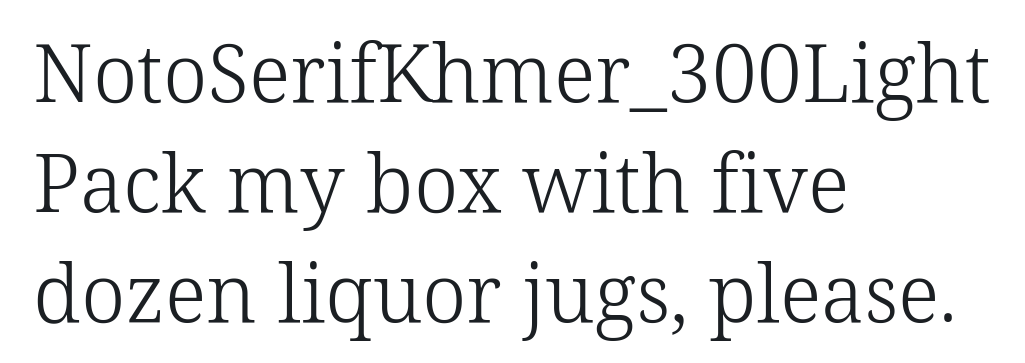 NotoSerifKhmer_300Light
Pack my box with five
dozen liquor jugs, please.